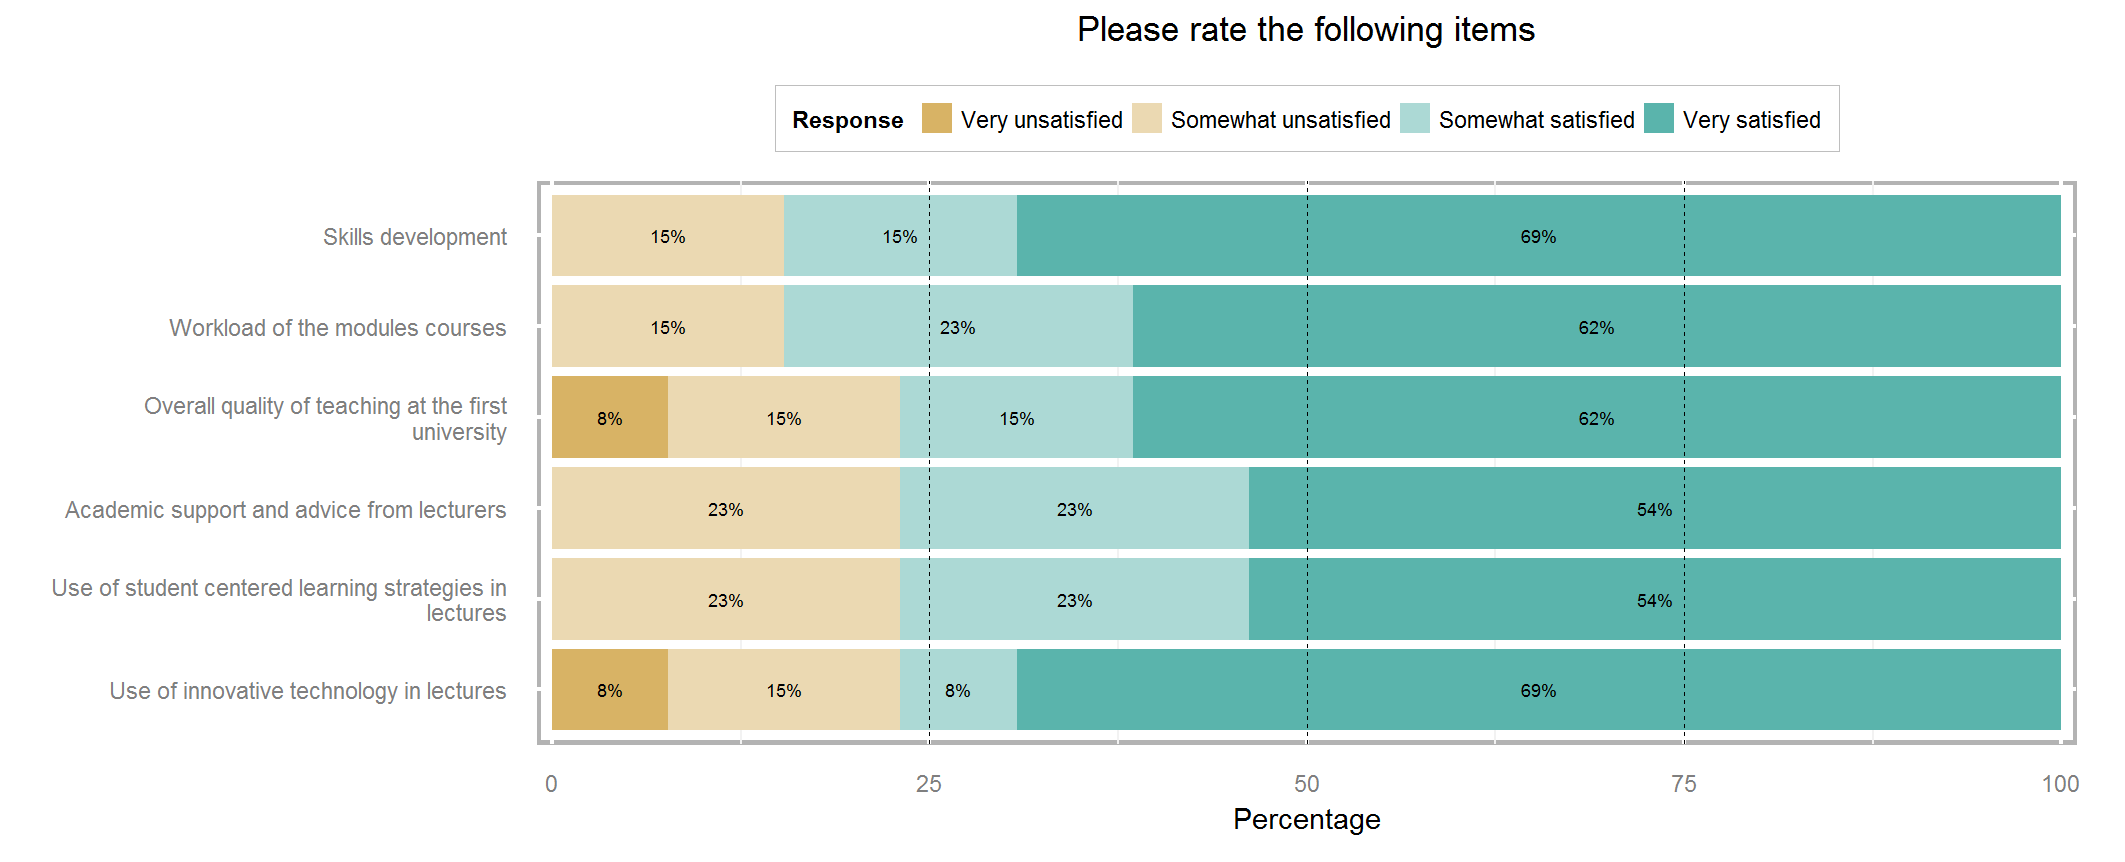 Please rate the following items
Response Very unsatisfied Somewhat unsatisfied Somewhat satisfied Very satisfied
Skills development 15% 15% 69%
Workload of the modules courses 15% 23% 62%
Overall quality of teaching at the first
university 8% 15% 15% 62%
Academic support and advice from lecturers 23% 23% 54%
Use of student centered learning strategies in
lectures 23% 23% 54%
Use of innovative technology in lectures 8% 15% 8% 69%
0 25 50 75 100
Percentage